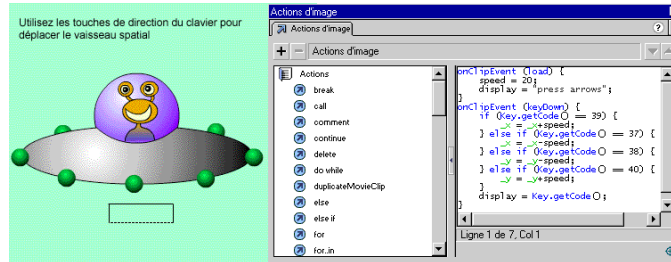 Utilisez les touches de direction du clavier pour
déplacer le vaisseau spatial
Actions d'image
Actions d'image
?
Actions d'image
Actions
break
call
comment
continue
delete
do while
duplicateMovieClip
else
else if
for
for..in
onClipEvent (load) {
speed = 20;
display = "press arrows";
}
onClipEvent (keyDown) {
if (Key.getCode() == 39) {
_x = _x+speed;
} else if (Key.getCode() == 37) {
_x = _x-speed;
} else if (Key.getCode() == 38) {
_y = _y-speed;
} else if (Key.getCode() == 40) {
_y = _y+speed;
}
display = Key.getCode();
Ligne 1 de 7, Col 1